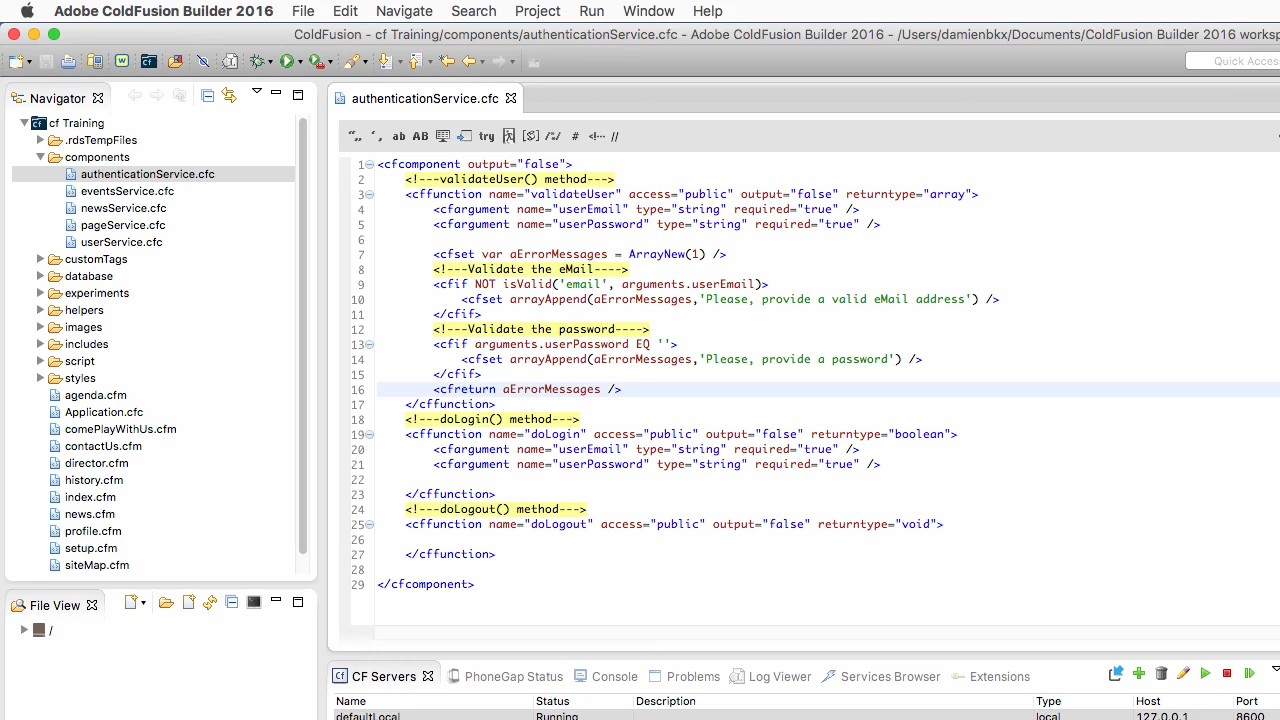 Adobe ColdFusion Builder 2016 File Edit Navigate Search Project Run Window Help
ColdFusion - cf Training/components/authenticationService.cfc - Adobe ColdFusion Builder 2016 - /Users/damienbkx/Documents/ColdFusion Builder 2016 worksp
Quick Access
Navigator
cf Training
.rdsTempFiles
components
authenticationService.cfc
eventsService.cfc
newsService.cfc
pageService.cfc
userService.cfc
customTags
database
experiments
helpers
images
includes
script
styles
agenda.cfm
Application.cfc
comePlayWithUs.cfm
contactUs.cfm
director.cfm
history.cfm
index.cfm
news.cfm
profile.cfm
setup.cfm
siteMap.cfm
File View
/
authenticationService.cfc
"„ ‘, ab AB try /*/ # <!-- //
1 <cfcomponent output="false">
2 <!---validateUser() method--->
3 <cffunction name="validateUser" access="public" output="false" returntype="array">
4 <cfargument name="userEmail" type="string" required="true" />
5 <cfargument name="userPassword" type="string" required="true" />
6
7 <cfset var aErrorMessages = ArrayNew(1) />
8 <!---Validate the eMail---->
9 <cfif NOT isValid('email', arguments.userEmail)>
10 <cfset arrayAppend(aErrorMessages,'Please, provide a valid eMail address') />
11 </cfif>
12 <!---Validate the password---->
13 <cfif arguments.userPassword EQ ''>
14 <cfset arrayAppend(aErrorMessages,'Please, provide a password') />
15 </cfif>
16 <cfreturn aErrorMessages />
17 </cffunction>
18 <!---doLogin() method--->
19 <cffunction name="doLogin" access="public" output="false" returntype="boolean">
20 <cfargument name="userEmail" type="string" required="true" />
21 <cfargument name="userPassword" type="string" required="true" />
22
23 </cffunction>
24 <!---doLogout() method--->
25 <cffunction name="doLogout" access="public" output="false" returntype="void">
26
27 </cffunction>
28
29 </cfcomponent>
CF Servers PhoneGap Status Console Problems Log Viewer Services Browser Extensions
Name Status Description Type Host Port
defaultLocal Running local 127.0.0.1 8600